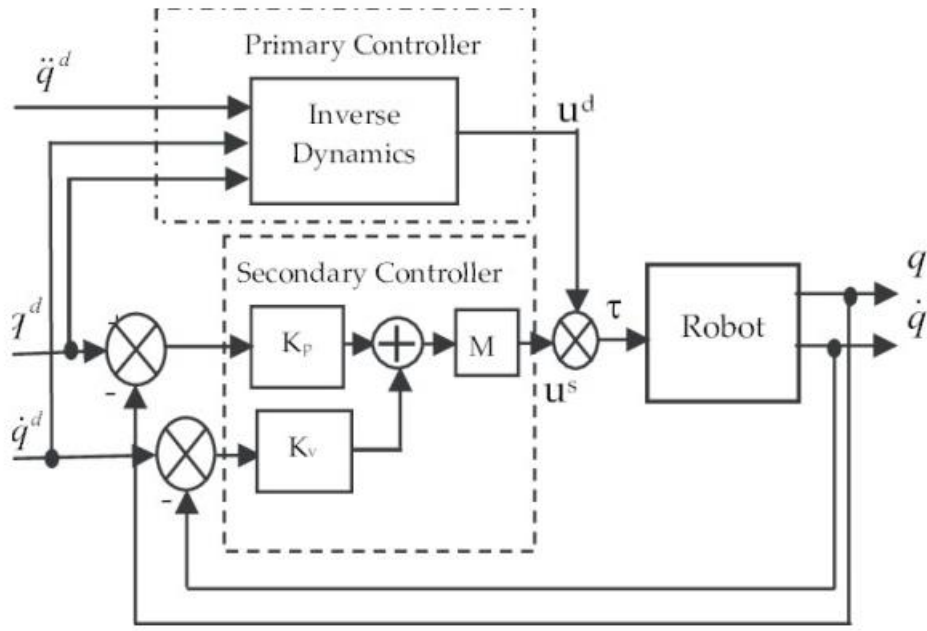 Primary Controller
q̈ᵈ
Inverse
Dynamics
uᵈ
Secondary Controller
q
q̇
qᵈ
+
-
Kₚ
+
M
τ
Robot
uˢ
q̇ᵈ
-
Kᵥ